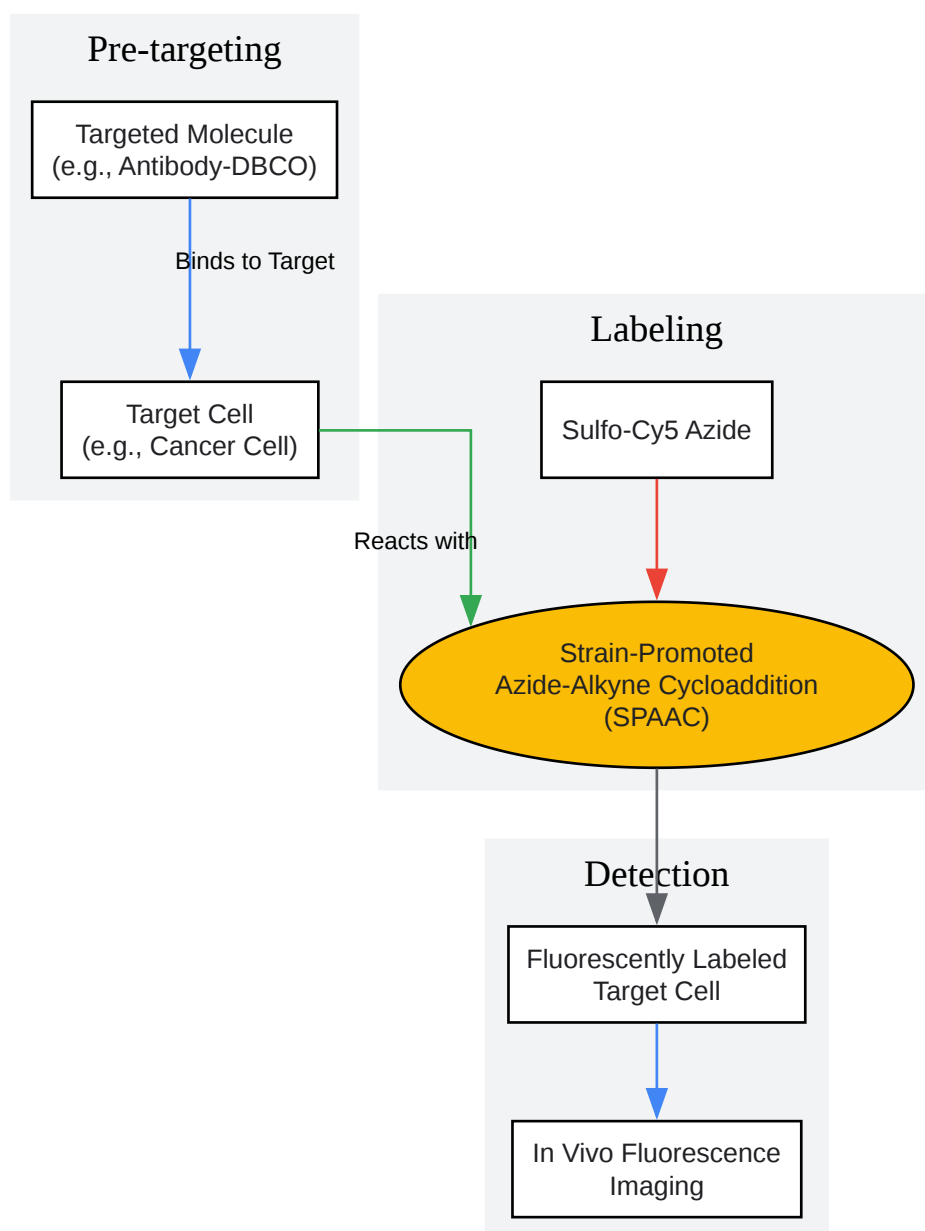 Pre-targeting
Targeted Molecule
(e.g., Antibody-DBCO)
Binds to Target
Target Cell
(e.g., Cancer Cell)
Labeling
Sulfo-Cy5 Azide
Reacts with
Strain-Promoted
Azide-Alkyne Cycloaddition
(SPAAC)
Detection
Fluorescently Labeled
Target Cell
In Vivo Fluorescence
Imaging